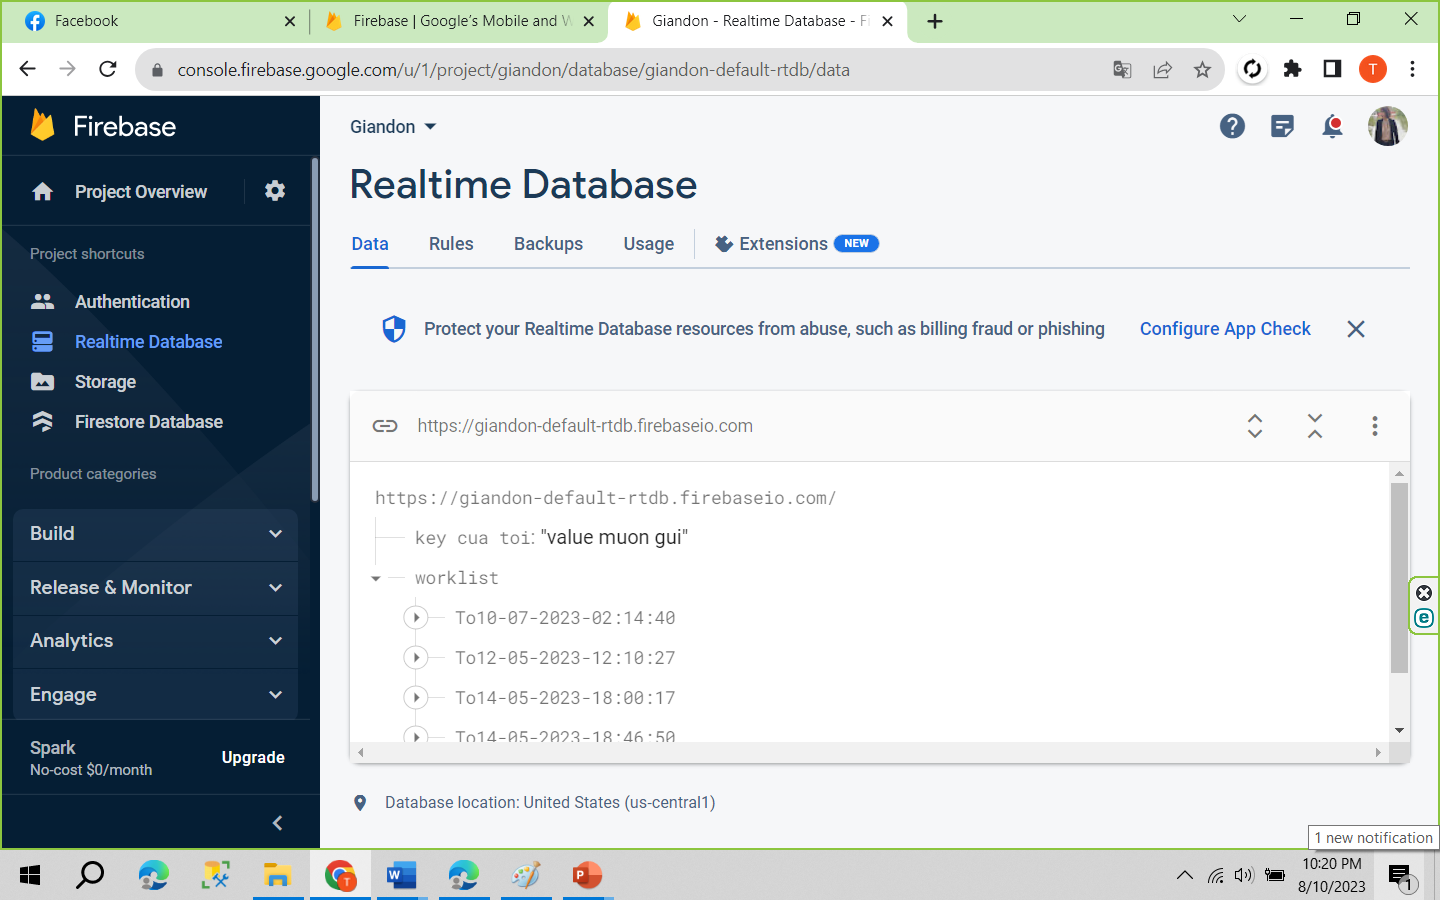 Facebook
Firebase | Google's Mobile and W
Giandon - Realtime Database - Fi
console.firebase.google.com/u/1/project/giandon/database/giandon-default-rtdb/data
T
Firebase
Project Overview
Project shortcuts
Authentication
Realtime Database
Storage
Firestore Database
Product categories
Build
Release & Monitor
Analytics
Engage
Spark
No-cost $0/month
Upgrade
Giandon
Realtime Database
Data Rules Backups Usage Extensions NEW
Protect your Realtime Database resources from abuse, such as billing fraud or phishing Configure App Check
https://giandon-default-rtdb.firebaseio.com
https://giandon-default-rtdb.firebaseio.com/
key cua toi: "value muon gui"
worklist
To10-07-2023-02:14:40
To12-05-2023-12:10:27
To14-05-2023-18:00:17
To14-05-2023-18:46:50
Database location: United States (us-central1)
1 new notification
10:20 PM
8/10/2023
1